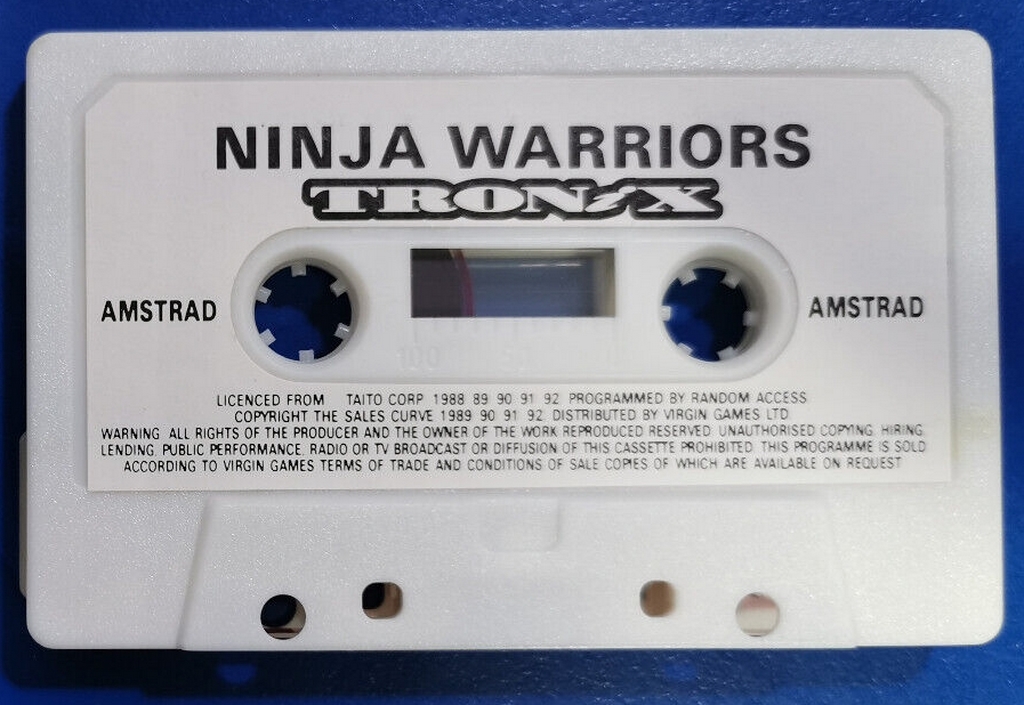 NINJA WARRIORS
TRONiX
AMSTRAD
AMSTRAD
100 50
LICENCED FROM TAITO CORP 1988 89 90 91 92 PROGRAMMED BY RANDOM ACCESS
COPYRIGHT THE SALES CURVE 1989 90 91 92 DISTRIBUTED BY VIRGIN GAMES LTD
WARNING ALL RIGHTS OF THE PRODUCER AND THE OWNER OF THE WORK REPRODUCED RESERVED UNAUTHORISED COPYING, HIRING,
LENDING, PUBLIC PERFORMANCE, RADIO OR TV BROADCAST OR DIFFUSION OF THIS CASSETTE PROHIBITED. THIS PROGRAMME IS SOLD
ACCORDING TO VIRGIN GAMES TERMS OF TRADE AND CONDITIONS OF SALE COPIES OF WHICH ARE AVAILABLE ON REQUEST